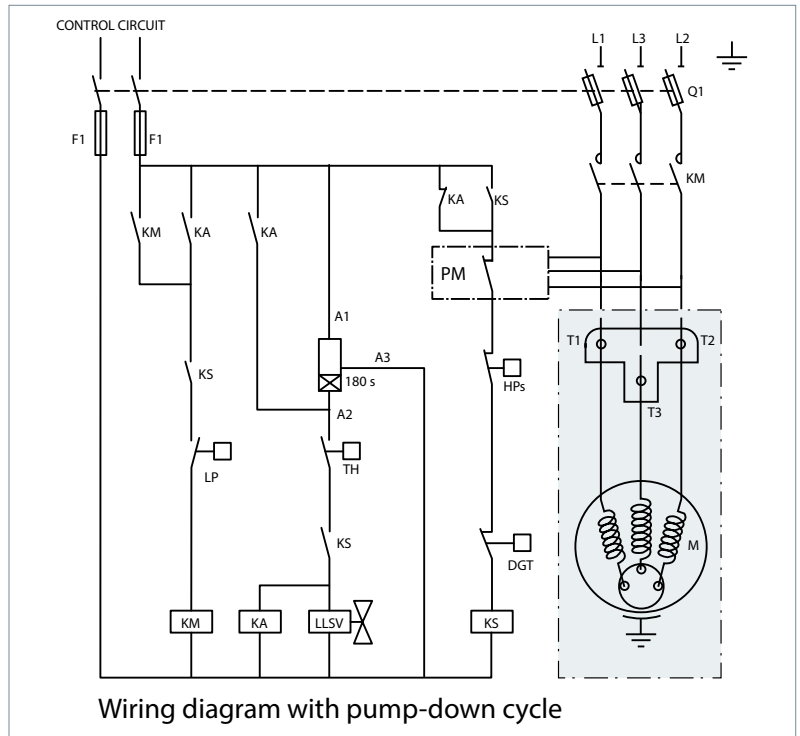 CONTROL CIRCUIT
L1 L3 L2
Q1
F1 F1
KM
KM KA KA KA KS
PM
A1
A3
180 s
A2
T1 T2
T3
HPs
KS
LP
TH
KS
DGT
M
KM KA LLSV KS
Wiring diagram with pump-down cycle